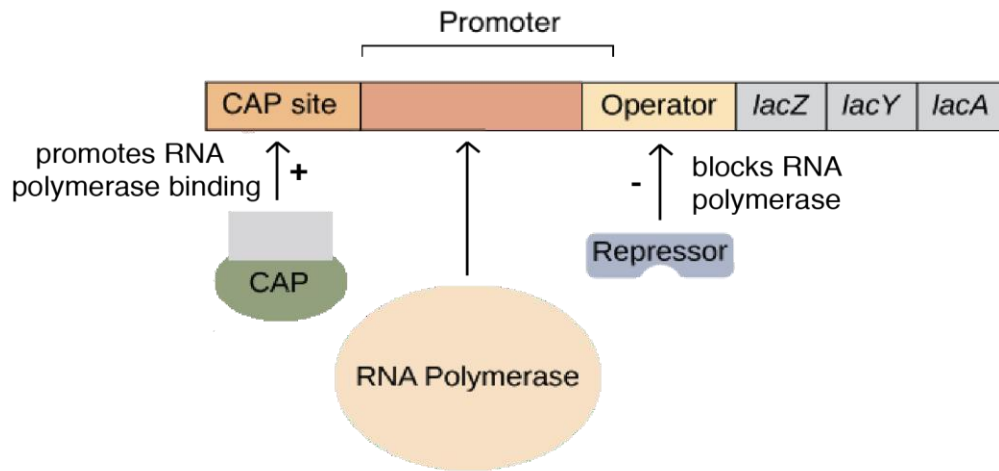 Promoter
CAP site
Operator
lacZ
lacY
lacA
promotes RNA
polymerase binding
+
-
blocks RNA
polymerase
CAP
Repressor
RNA Polymerase